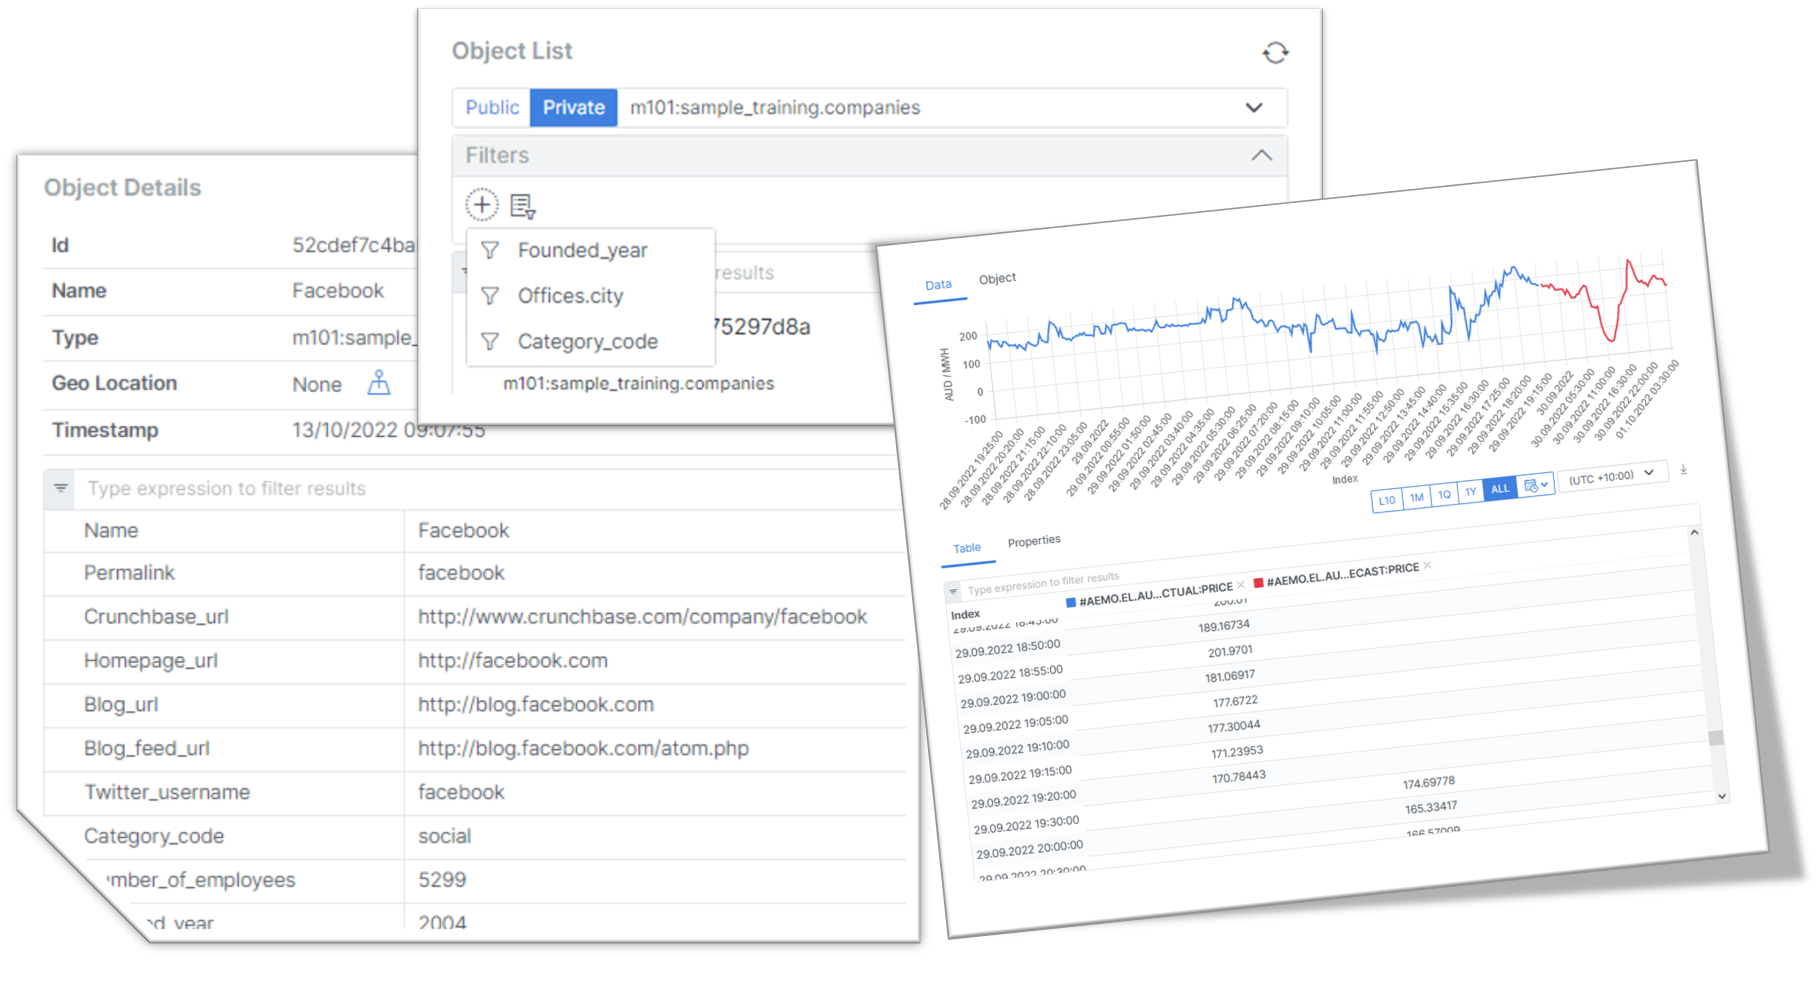 Object List
Public Private m101:sample_training.companies
Filters
Founded_year
Offices.city
Category_code
results
75297d8a
m101:sample_training.companies
Object Details
Id 52cdef7c4ba
Name Facebook
Type m101:sample_
Geo Location None
Timestamp 13/10/2022 09:07:55
Type expression to filter results
Name Facebook
Permalink facebook
Crunchbase_url http://www.crunchbase.com/company/facebook
Homepage_url http://facebook.com
Blog_url http://blog.facebook.com
Blog_feed_url http://blog.facebook.com/atom.php
Twitter_username facebook
Category_code social
mber_of_employees 5299
ed_year 2004
Data Object
AUD / MWH
200
100
0
-100
28.09.2022 19:25:00
28.09.2022 20:20:00
28.09.2022 21:15:00
28.09.2022 22:10:00
28.09.2022 23:05:00
29.09.2022
29.09.2022 00:55:00
29.09.2022 01:50:00
29.09.2022 02:45:00
29.09.2022 03:40:00
29.09.2022 04:35:00
29.09.2022 05:30:00
29.09.2022 06:25:00
29.09.2022 07:20:00
29.09.2022 08:15:00
29.09.2022 09:10:00
29.09.2022 10:05:00
29.09.2022 11:00:00
29.09.2022 11:55:00
29.09.2022 12:50:00
29.09.2022 13:45:00
29.09.2022 14:40:00
29.09.2022 15:35:00
29.09.2022 16:30:00
29.09.2022 17:25:00
29.09.2022 18:20:00
29.09.2022 19:15:00
30.09.2022
30.09.2022 05:30:00
30.09.2022 11:00:00
30.09.2022 16:30:00
30.09.2022 22:00:00
01.10.2022 03:30:00
Index
L10 1M 1Q 1Y ALL (UTC +10:00)
Table Properties
Type expression to filter results
Index #AEMO.EL.AU...CTUAL:PRICE #AEMO.EL.AU...ECAST:PRICE
29.09.2022 18:45:00 200.01
29.09.2022 18:50:00 189.16734
29.09.2022 18:55:00 201.9701
29.09.2022 19:00:00 181.06917
29.09.2022 19:05:00 177.6722
29.09.2022 19:10:00 177.30044
29.09.2022 19:15:00 171.23953
29.09.2022 19:20:00 170.78443
29.09.2022 19:30:00 174.69778
29.09.2022 20:00:00 165.33417
29.09.2022 20:30:00 166.57009